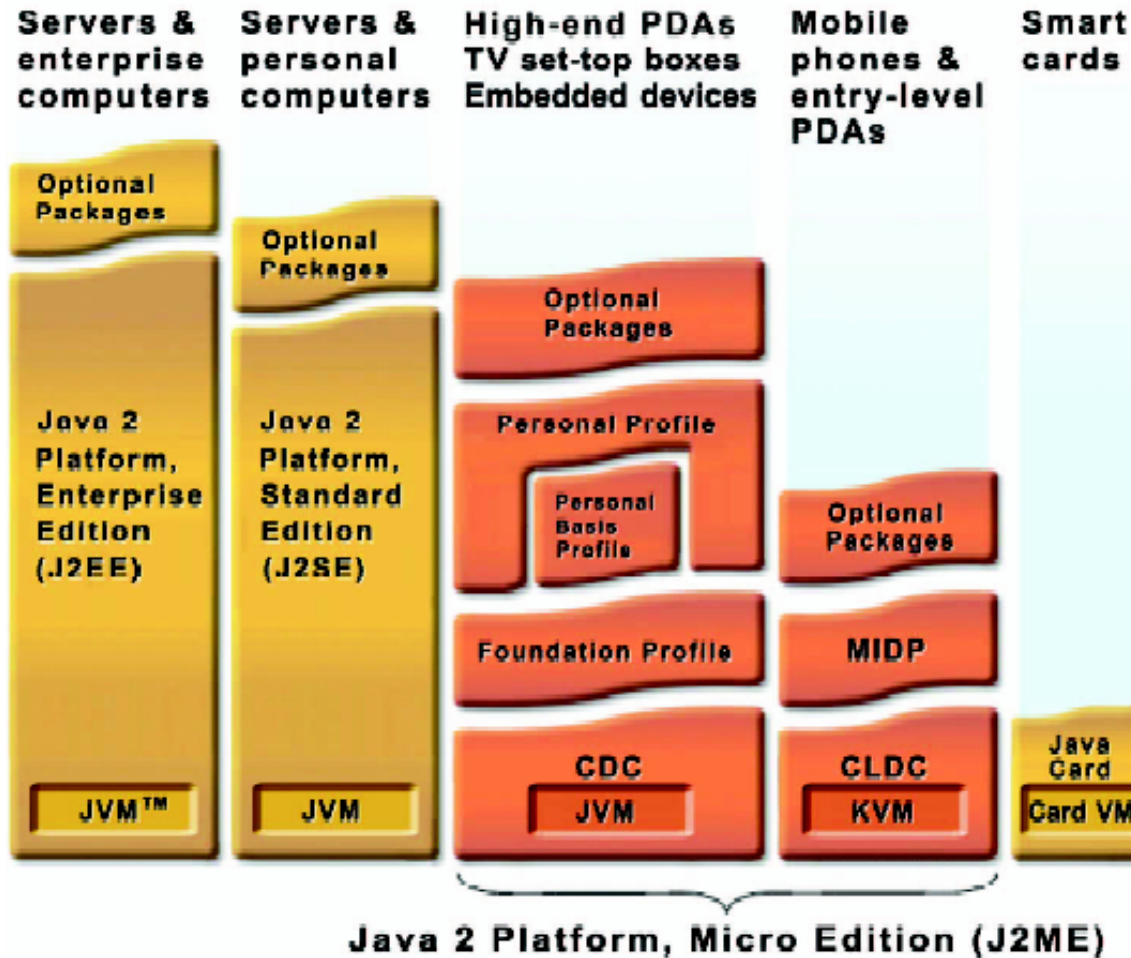 Servers &
enterprise
computers
Servers &
personal
computers
High-end PDAs
TV set-top boxes
Embedded devices
Mobile
phones &
entry-level
PDAs
Smart
cards
Optional
Packages
Java 2
Platform,
Enterprise
Edition
(J2EE)
JVM™
Optional
Packages
Java 2
Platform,
Standard
Edition
(J2SE)
JVM
Optional
Packages
Personal Profile
Personal
Basis
Profile
Foundation Profile
CDC
JVM
Optional
Packages
MIDP
CLDC
KVM
Java
Card
Card VM
Java 2 Platform, Micro Edition (J2ME)